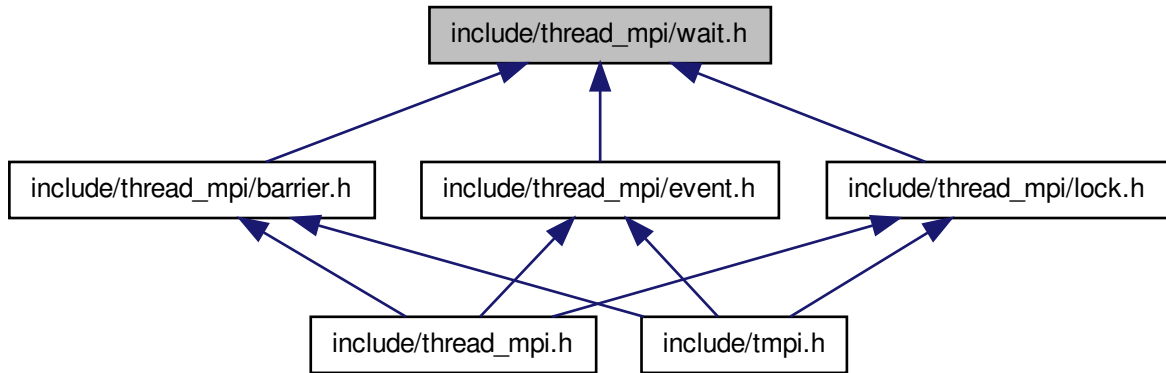 include/thread_mpi/wait.h
include/thread_mpi/barrier.h
include/thread_mpi/event.h
include/thread_mpi/lock.h
include/thread_mpi.h
include/tmpi.h